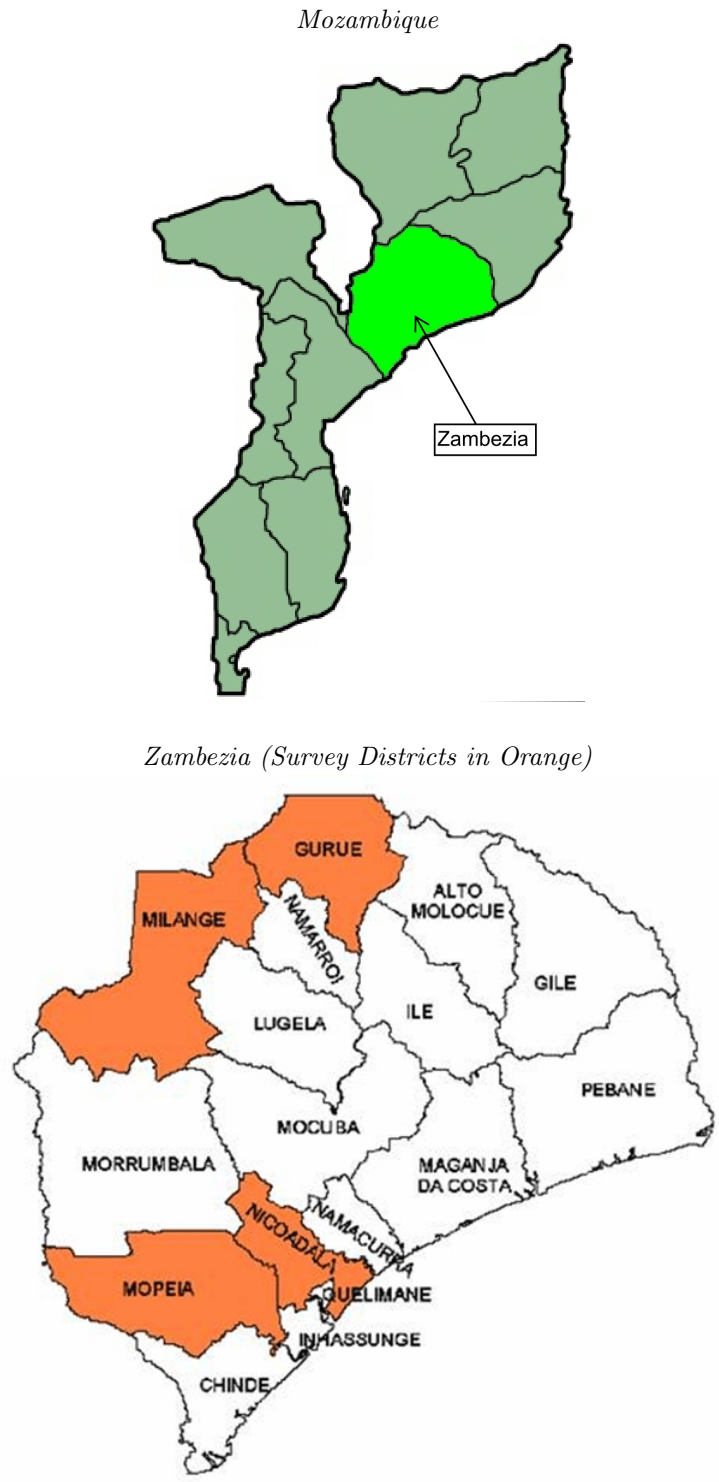 Mozambique
Zambezia
Zambezia (Survey Districts in Orange)
GURUE
ALTO
MOLOCUE
MILANGE
NAMARROI
GILE
ILE
LUGELA
PEBANE
MOCUBA
MORRUMBALA
MAGANJA
DA COSTA
NICOADALA
NAMACURRA
MOPEIA
QUELIMANE
INHASSUNGE
CHINDE